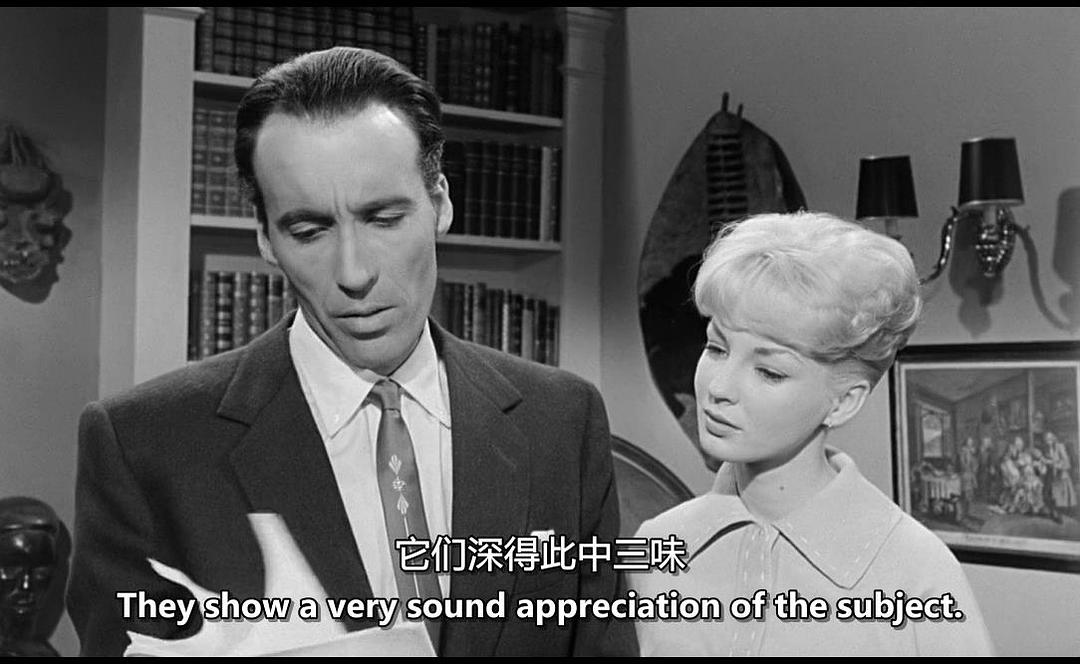 它们深得此中三味
They show a very sound appreciation of the subject.